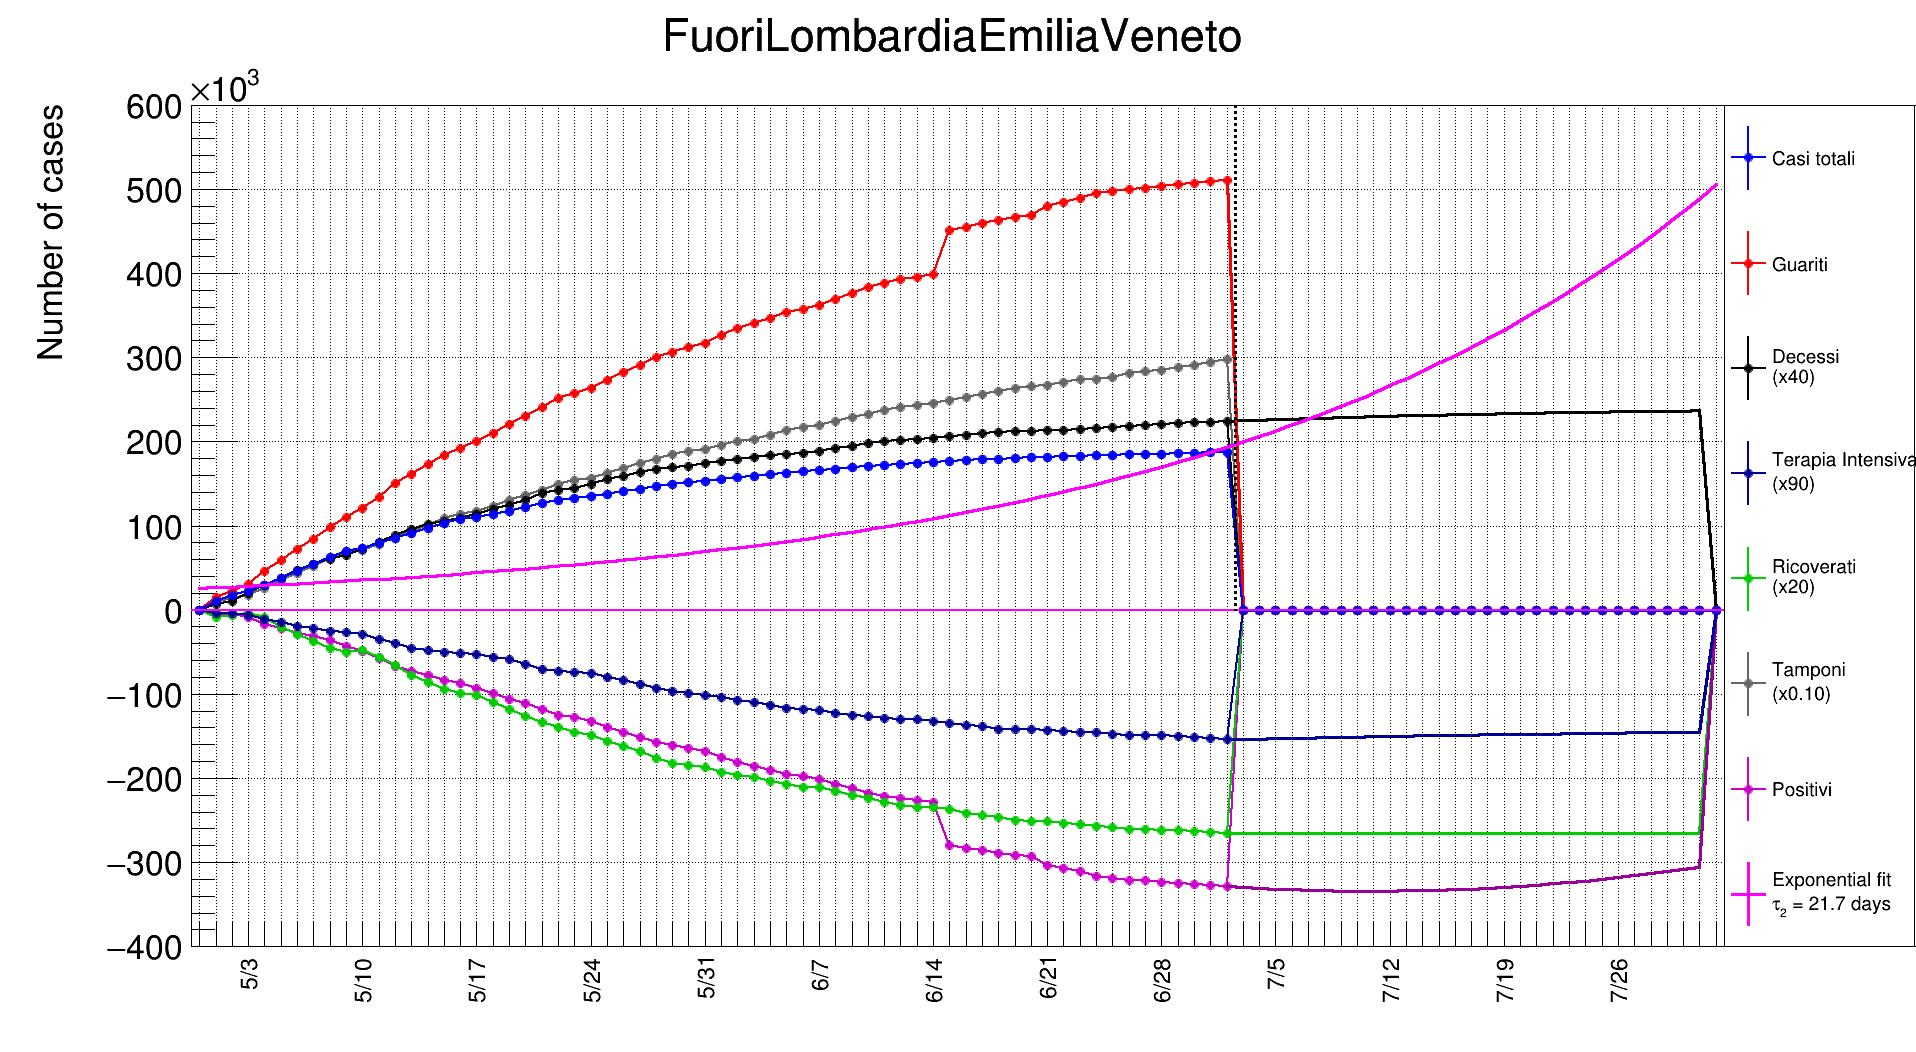 FuoriLombardiaEmiliaVeneto
×10³
Number of cases
600
500
400
300
200
100
0
−100
−200
−300
−400
5/3
5/10
5/17
5/24
5/31
6/7
6/14
6/21
6/28
7/5
7/12
7/19
7/26
Casi totali
Guariti
Decessi
(x40)
Terapia Intensiva
(x90)
Ricoverati
(x20)
Tamponi
(x0.10)
Positivi
Exponential fit
τ₂ = 21.7 days